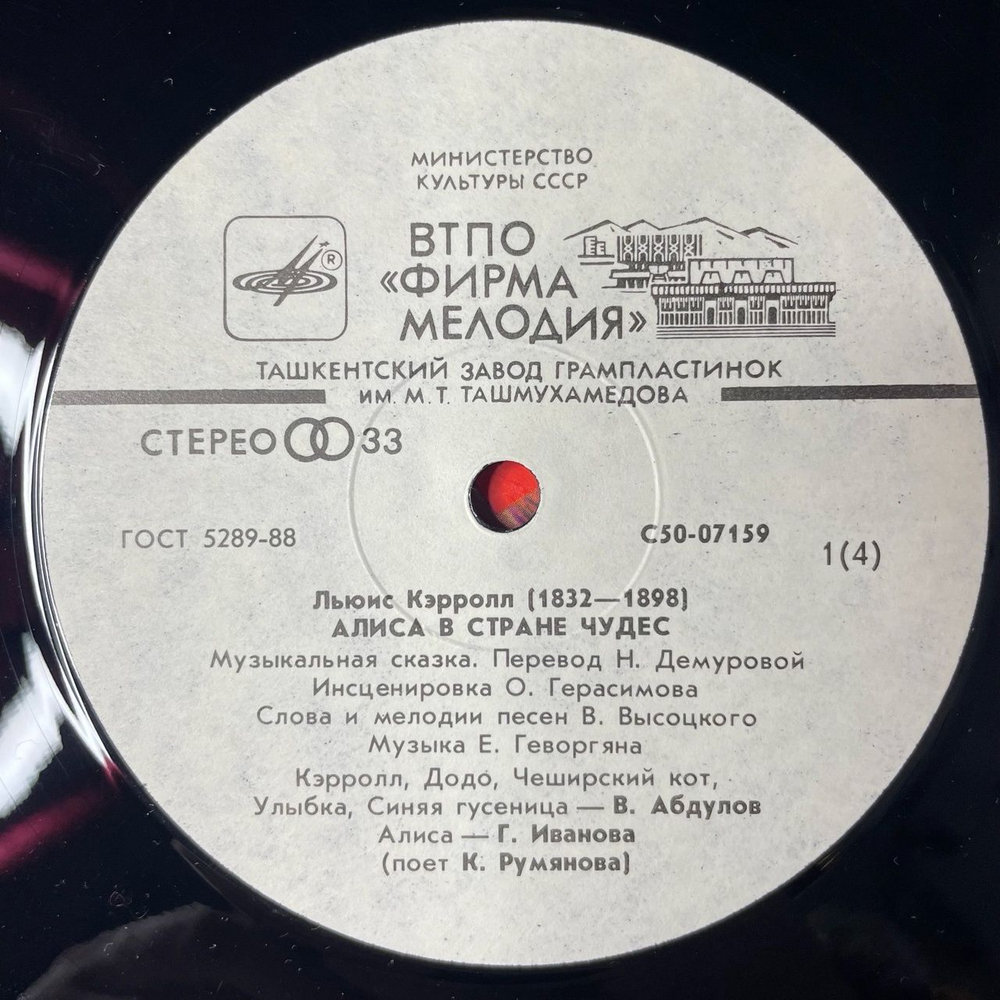 МИНИСТЕРСТВО
КУЛЬТУРЫ СССР
ВТПО
«ФИРМА
МЕЛОДИЯ»
®
ТАШКЕНТСКИЙ ЗАВОД ГРАМПЛАСТИНОК
ИМ. М. Т. ТАШМУХАМЕДОВА
СТЕРЕО 33
ГОСТ 5289-88
С50-07159
1(4)
Льюис Кэрролл (1832—1898)
АЛИСА В СТРАНЕ ЧУДЕС
Музыкальная сказка. Перевод Н. Демуровой
Инсценировка О. Герасимова
Слова и мелодии песен В. Высоцкого
Музыка Е. Геворгяна
Кэрролл, Додо, Чеширский кот,
Улыбка, Синяя гусеница — В. Абдулов
Алиса — Г. Иванова
(поет К. Румянова)